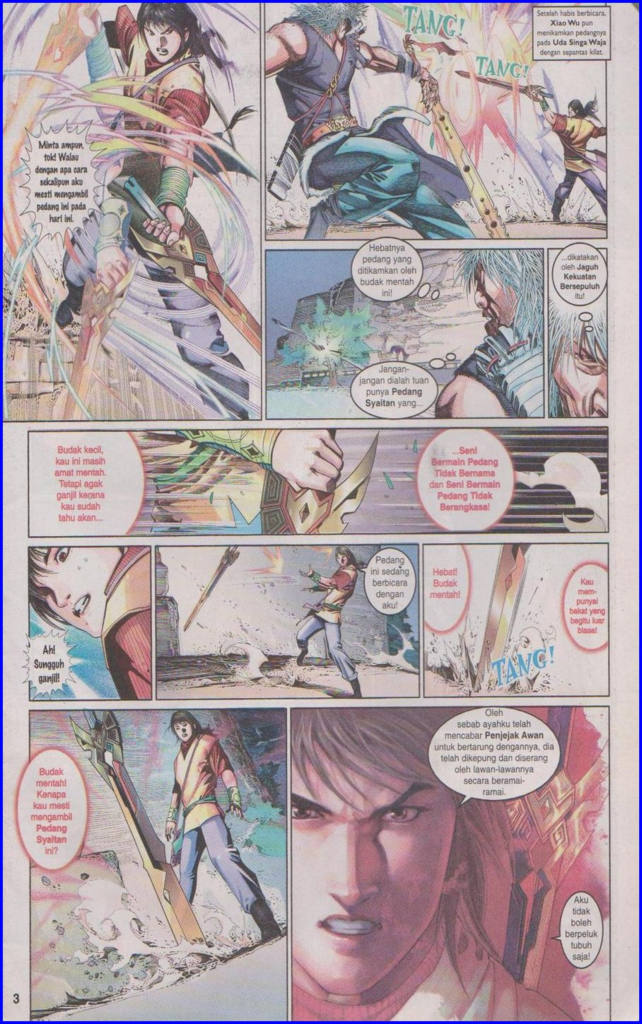 Minta ampun,
tok! Walau
dengan apa cara
sekalipun aku
mesti mengambil
pedang ini pada
hari ini.
TANG!
TANG!
Setelah habis berbicara,
Xiao Wu pun
menikamkan pedangnya
pada Uda Singa Waja
dengan sepantas kilat.
Hebatnya
pedang yang
ditikamkan oleh
budak mentah
ini!
Jangan-
jangan dialah tuan
punya Pedang
Syaitan yang...
...dikatakan
oleh Jaguh
Kekuatan
Bersepuluh
itu!
Budak kecil,
kau ini masih
amat mentah.
Tetapi agak
ganjil kecena
kau sudah
tahu akan...
...Seni
Bermain Pedang
Tidak Bernama
dan Seni Bermain
Pedang Tidak
Berangkasa!
Ah!
Sungguh
ganjil!
Pedang
ini sedang
berbicara
dengan
aku!
Hebat!
Budak
mentah!
Kau
mem-
punyai
bakat yang
begitu luar
biasa!
TANG!
Budak
mentah!
Kenapa
kau mesti
mengambil
Pedang
Syaitan
ini?
Oleh
sebab ayahku telah
mencabar Penjejak Awan
untuk bertarung dengannya, dia
telah dikepung dan diserang
oleh lawan-lawannya
secara beramai-
ramai.
Aku
tidak
boleh
berpeluk
tubuh
saja!
3